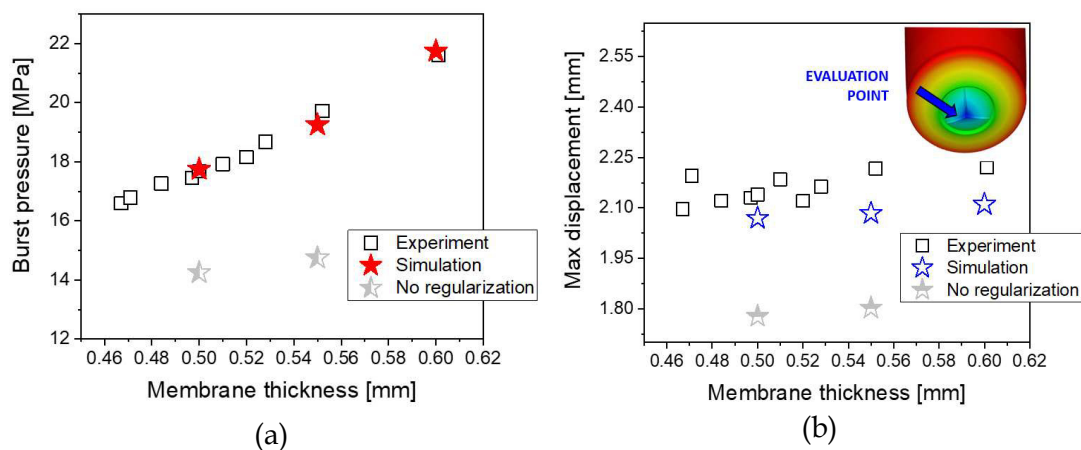 22
20
18
16
14
12
Burst pressure [MPa]
Experiment
Simulation
No regularization
0.46 0.48 0.50 0.52 0.54 0.56 0.58 0.60 0.62
Membrane thickness [mm]
(a)
2.55
2.40
2.25
2.10
1.95
1.80
Max displacement [mm]
EVALUATION
POINT
Experiment
Simulation
No regularization
0.46 0.48 0.50 0.52 0.54 0.56 0.58 0.60 0.62
Membrane thickness [mm]
(b)